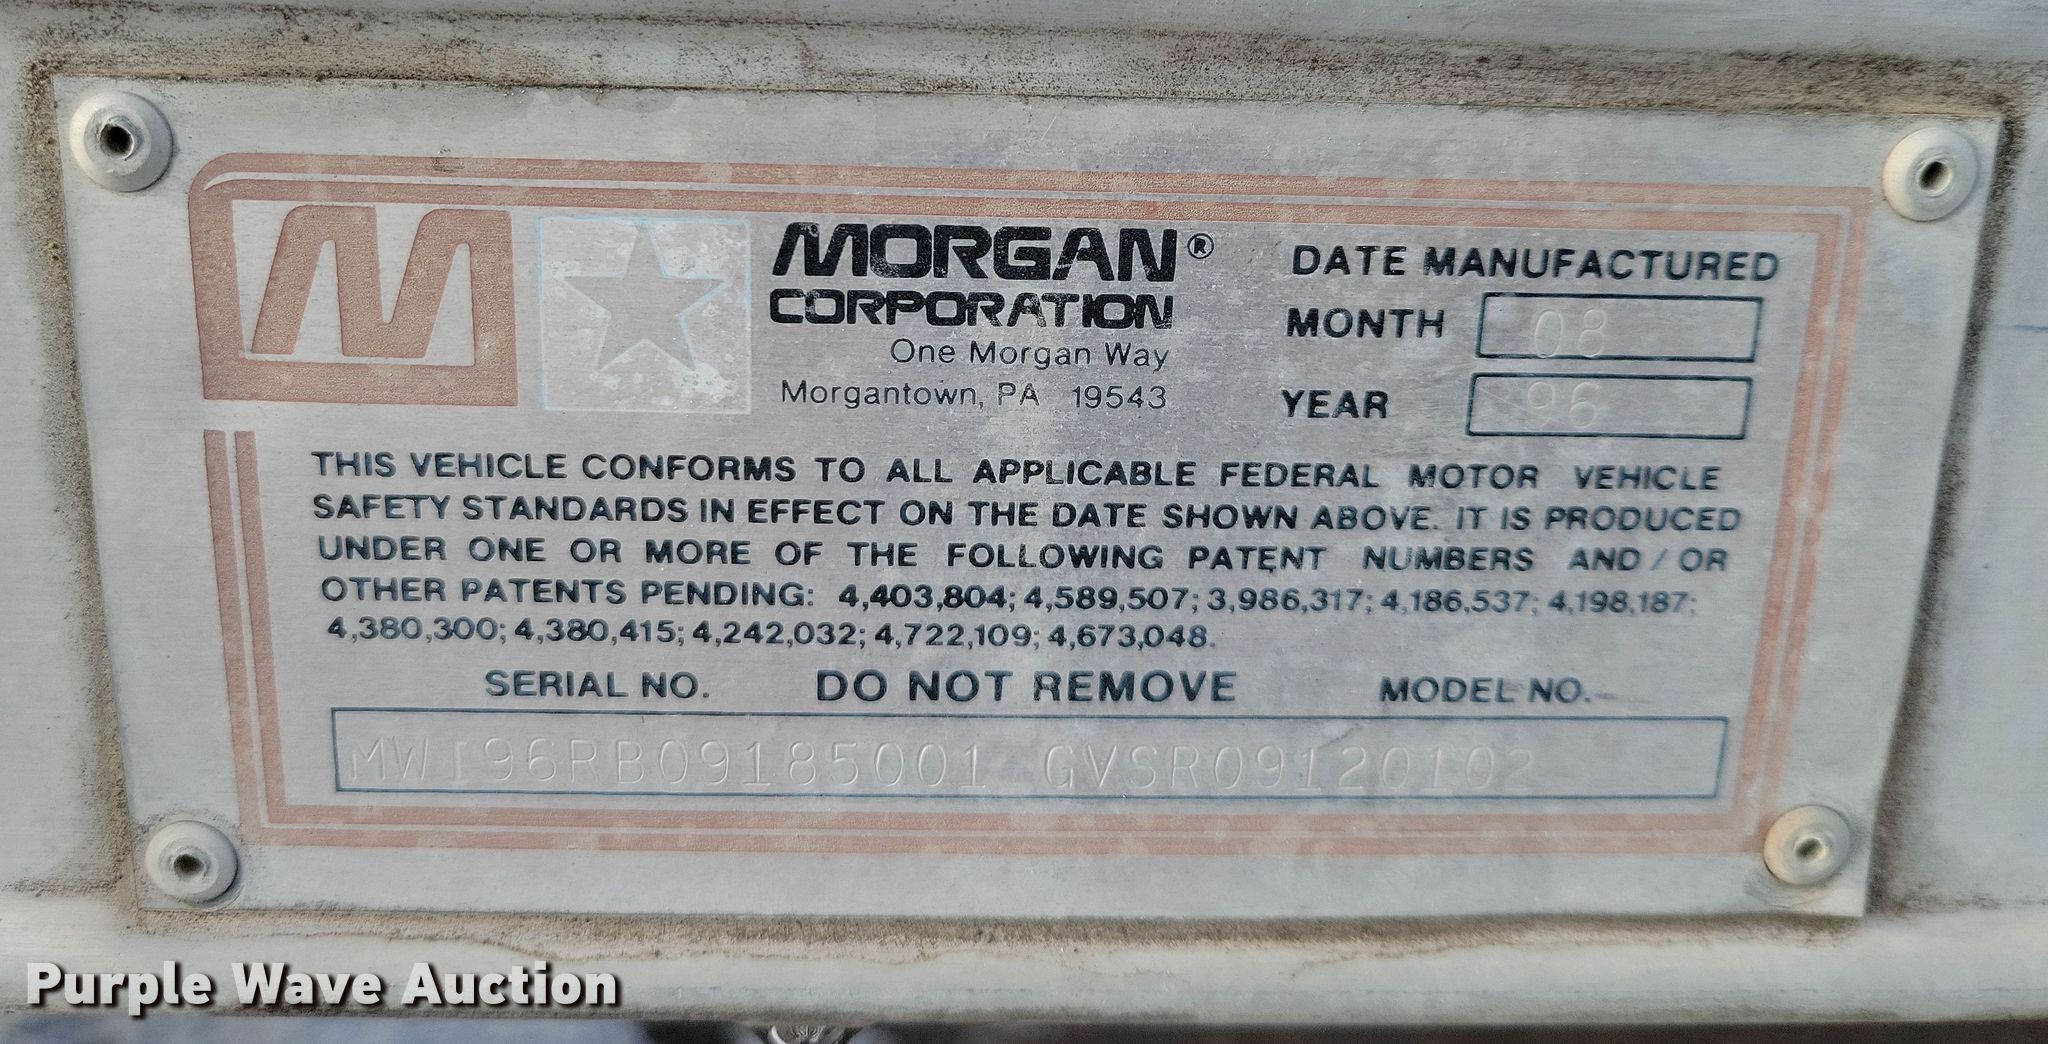 M
MORGAN®
CORPORATION
One Morgan Way
Morgantown, PA 19543
DATE MANUFACTURED
MONTH 08
YEAR 96
THIS VEHICLE CONFORMS TO ALL APPLICABLE FEDERAL MOTOR VEHICLE
SAFETY STANDARDS IN EFFECT ON THE DATE SHOWN ABOVE. IT IS PRODUCED
UNDER ONE OR MORE OF THE FOLLOWING PATENT NUMBERS AND/OR
OTHER PATENTS PENDING: 4,403,804; 4,589,507; 3,986,317; 4,186,537; 4,198,187;
4,380,300; 4,380,415; 4,242,032; 4,722,109; 4,673,048.
SERIAL NO. DO NOT REMOVE MODEL NO.
MWI96RB09185001 GVSR09120102
Purple Wave Auction